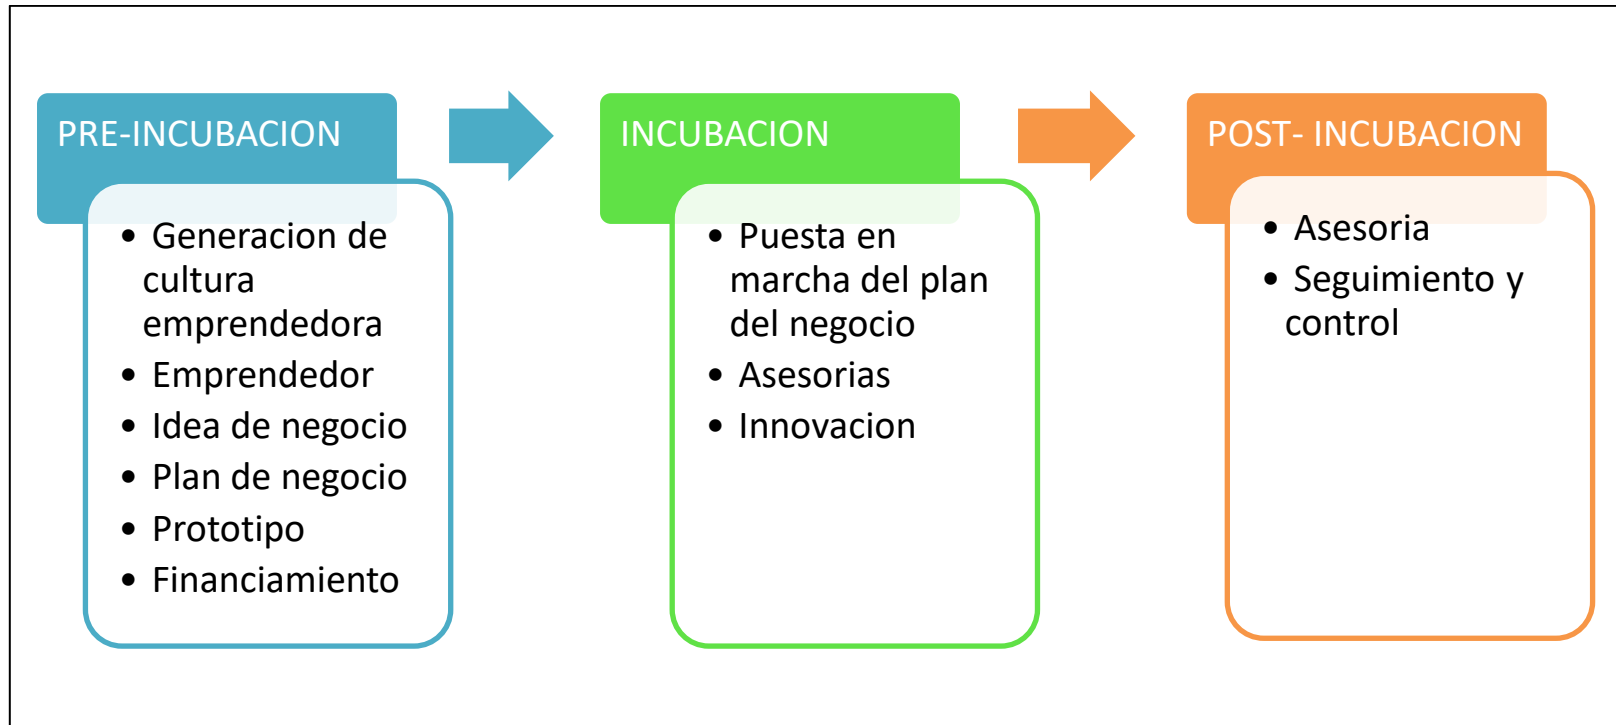 PRE-INCUBACION
• Generacion de
cultura
emprendedora
• Emprendedor
• Idea de negocio
• Plan de negocio
• Prototipo
• Financiamiento
INCUBACION
• Puesta en
marcha del plan
del negocio
• Asesorias
• Innovacion
POST- INCUBACION
• Asesoria
• Seguimiento y
control